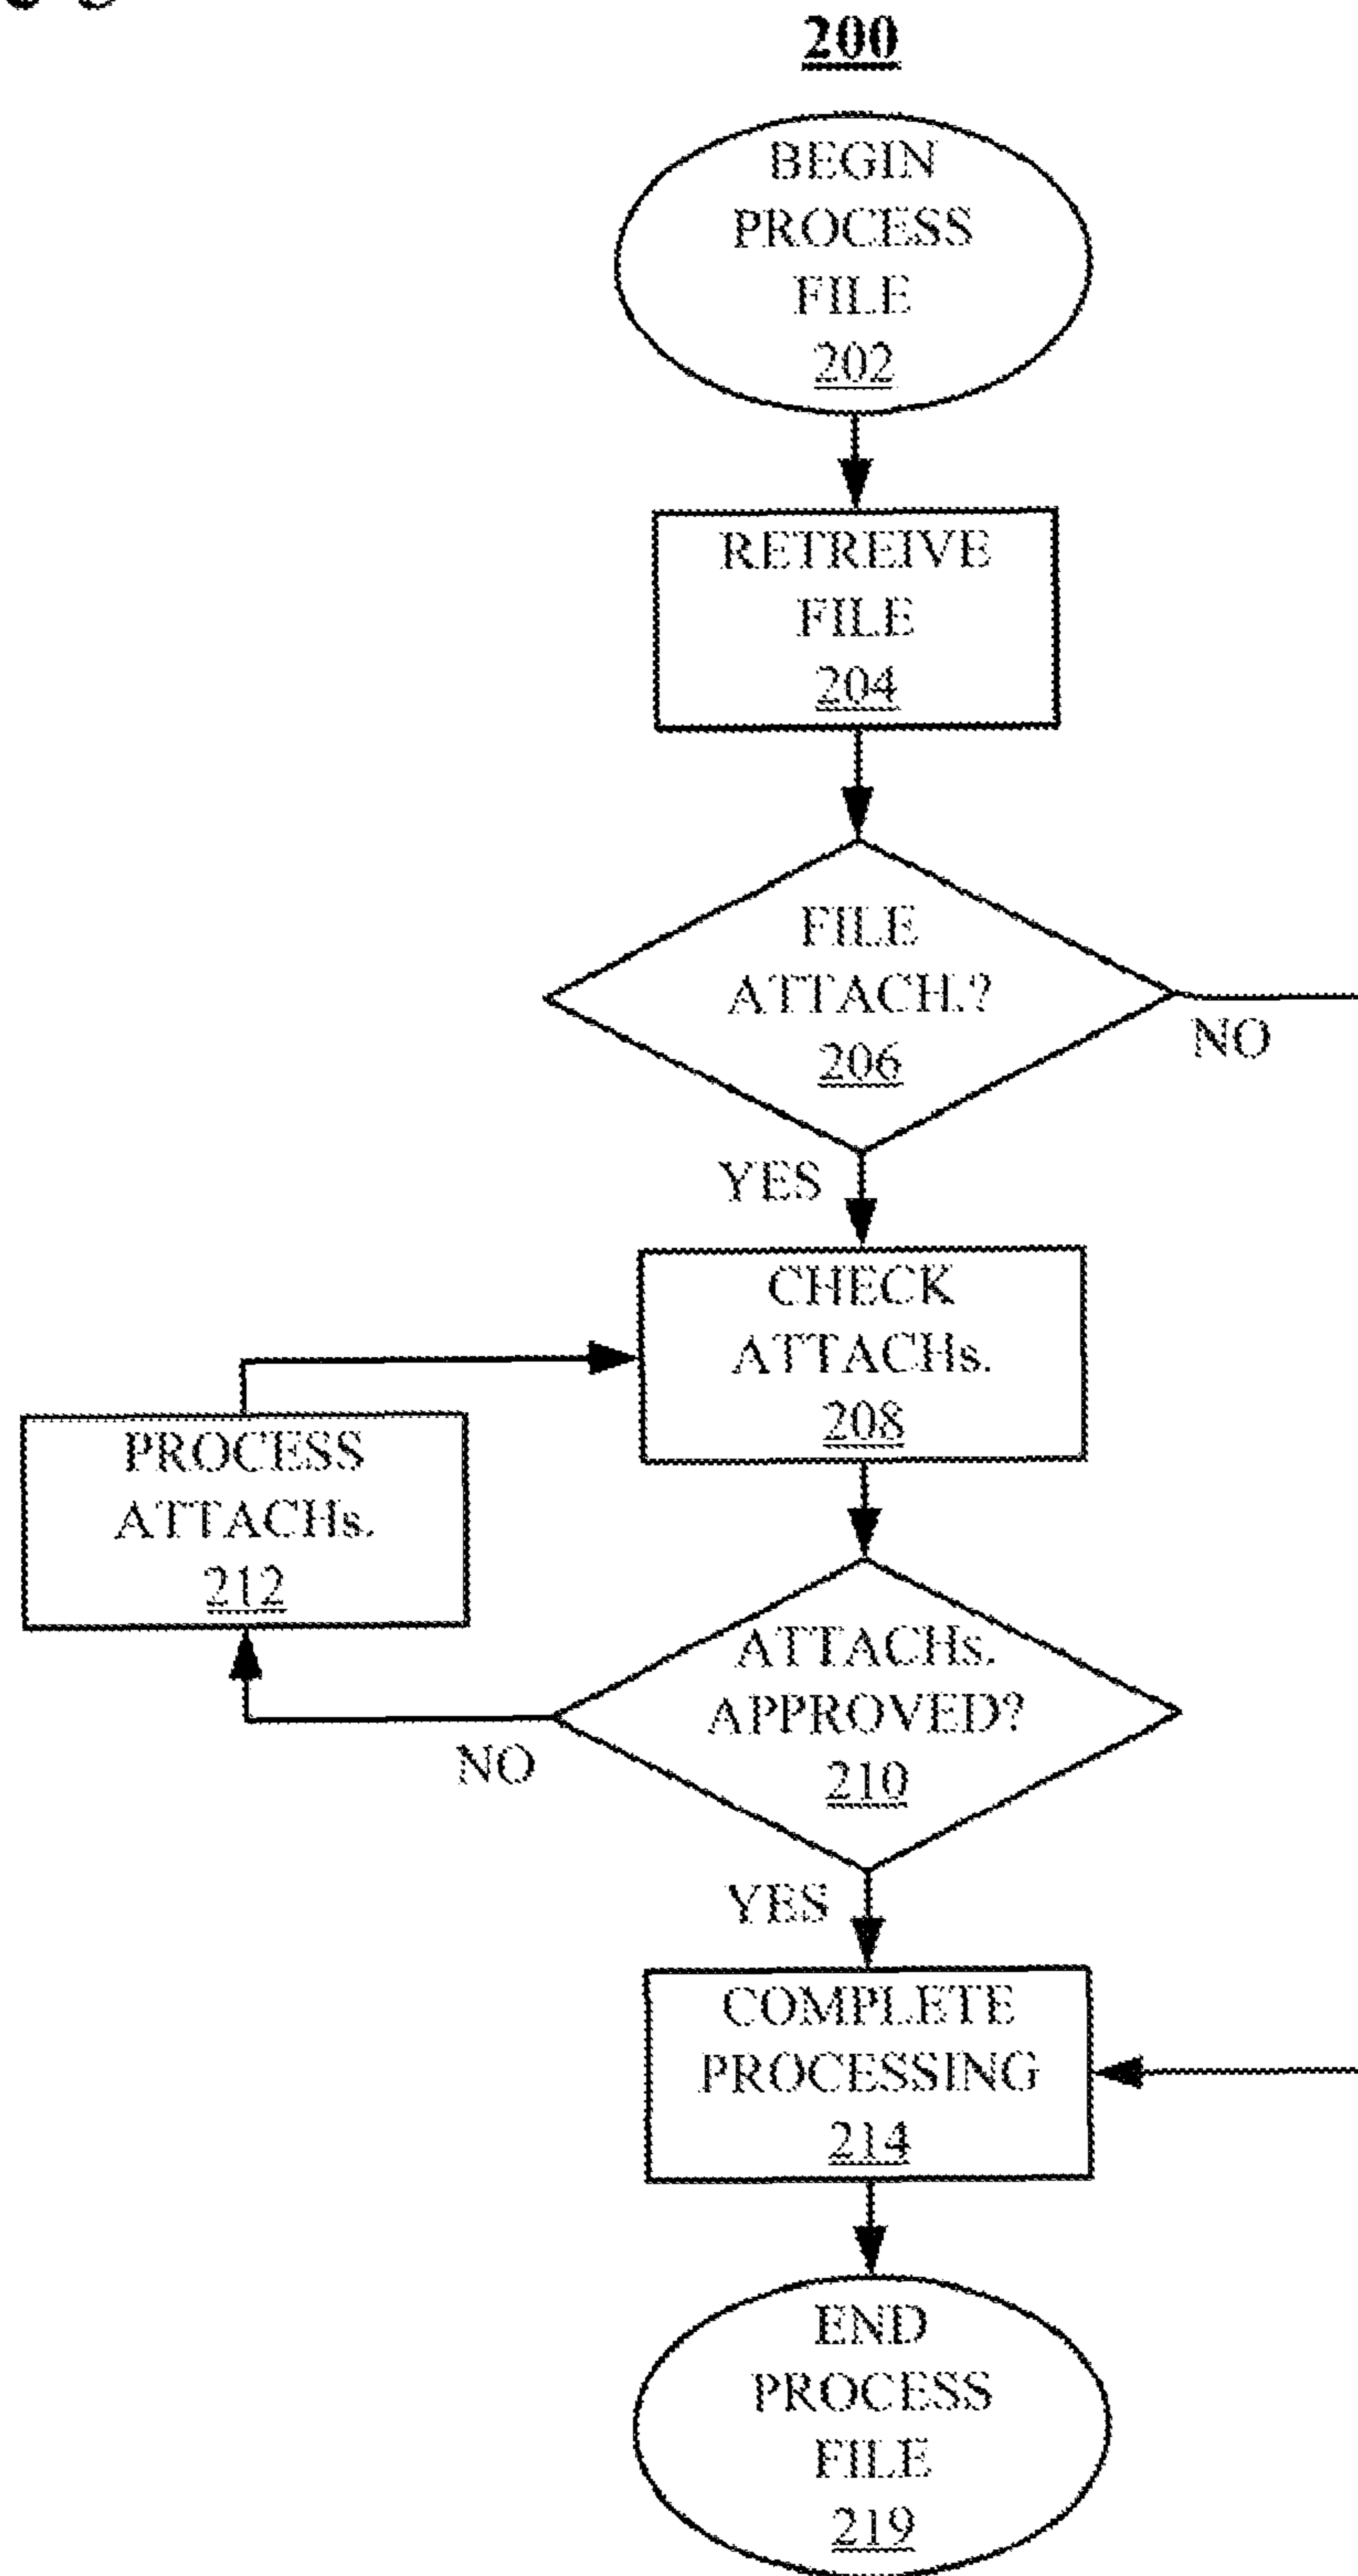 200
BEGIN
PROCESS
FILE
202
RETREIVE
FILE
204
FILE
ATTACH.?
206
NO
YES
CHECK
ATTACHs.
208
PROCESS
ATTACHs.
212
ATTACHs.
APPROVED?
210
NO
YES
COMPLETE
PROCESSING
214
END
PROCESS
FILE
219